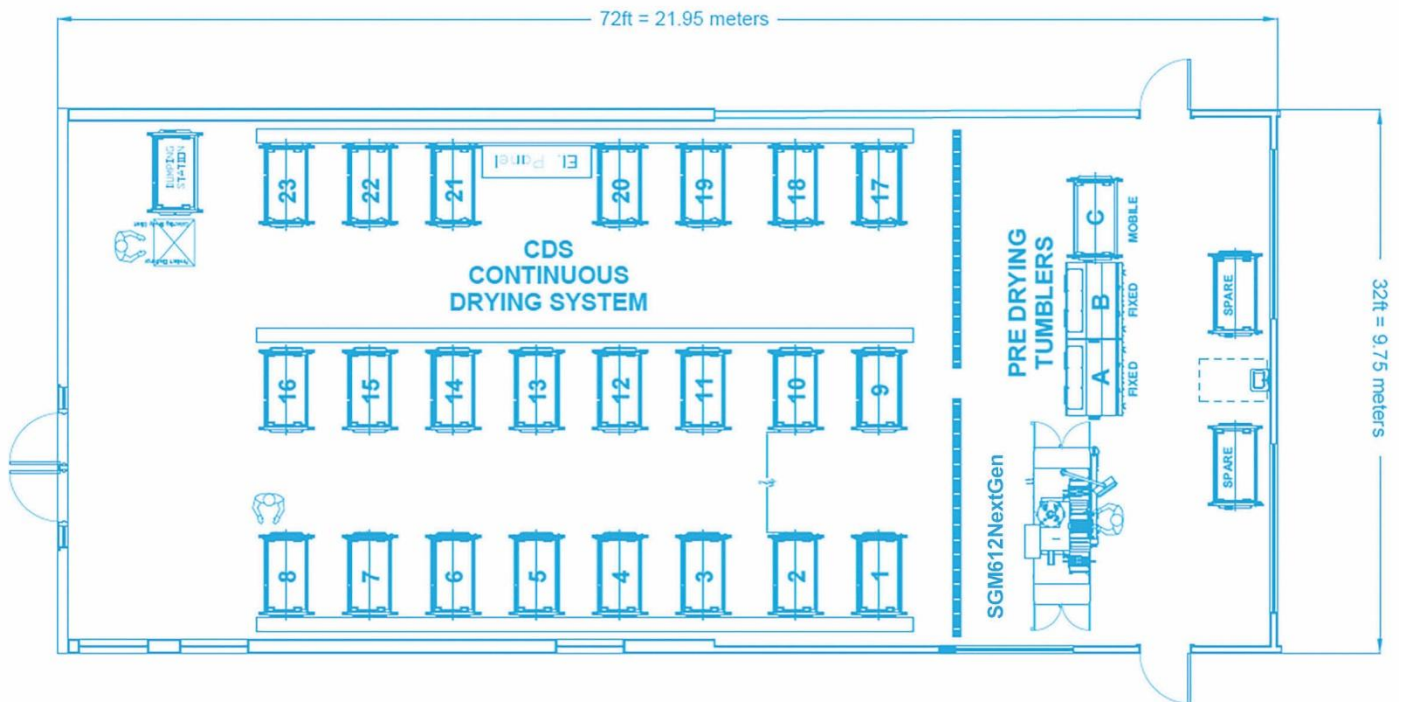 72ft = 21.95 meters
DUMPING
STATION
23
22
21
El. Panel
20
19
18
17
CDS
CONTINUOUS
DRYING SYSTEM
PRE DRYING
TUMBLERS
C
MOBILE
B
FIXED
A
FIXED
SPARE
SPARE
32ft = 9.75 meters
16
15
14
13
12
11
10
9
SGM612NextGen
8
7
6
5
4
3
2
1